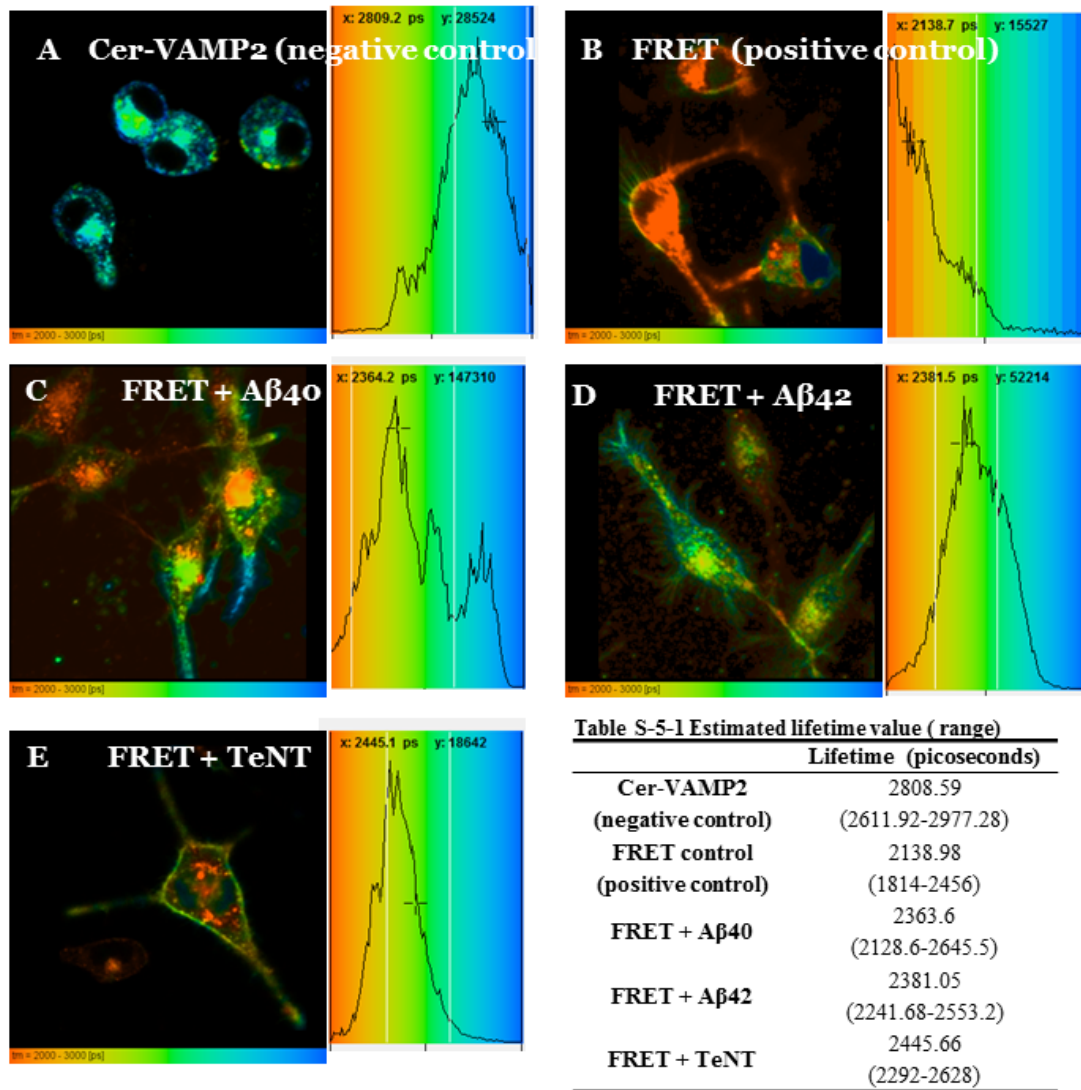 A Cer-VAMP2 (negative control
x: 2809.2 ps y: 28524
tm = 2000 - 3000 [ps]
B FRET (positive control)
x: 2138.7 ps y: 15527
tm = 2000 - 3000 [ps]
C FRET + Aβ40
x: 2364.2 ps y: 147310
tm = 2000 - 3000 [ps]
D FRET + Aβ42
x: 2381.5 ps y: 52214
tm = 2000 - 3000 [ps]
E FRET + TeNT
x: 2445.1 ps y: 18642
tm = 2000 - 3000 [ps]
Table S-5-1 Estimated lifetime value ( range)
Lifetime (picoseconds)
Cer-VAMP2 2808.59
(negative control) (2611.92-2977.28)
FRET control 2138.98
(positive control) (1814-2456)
FRET + Aβ40 2363.6
(2128.6-2645.5)
FRET + Aβ42 2381.05
(2241.68-2553.2)
FRET + TeNT 2445.66
(2292-2628)